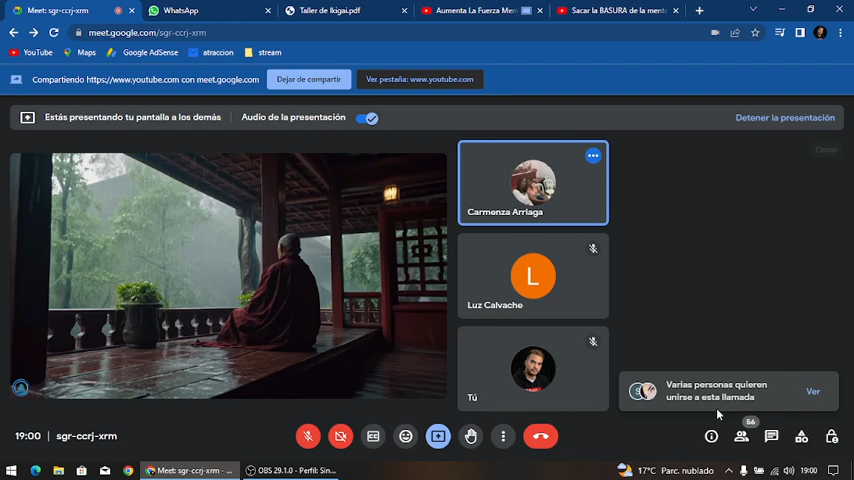 Meet: sgr-ccrj-xrm
WhatsApp
Taller de Ikigai.pdf
Aumenta La Fuerza Men
Sacar la BASURA de la ment
meet.google.com/sgr-ccrj-xrm
YouTube
Maps
Google AdSense
atraccion
stream
Compartiendo https://www.youtube.com con meet.google.com
Dejar de compartir
Ver pestaña: www.youtube.com
Estás presentando tu pantalla a los demás
Audio de la presentación
Detener la presentación
Cerrar
Carmenza Arriaga
L
Luz Calvache
Tú
Varias personas quieren
unirse a esta llamada
Ver
19:00 | sgr-ccrj-xrm
56
Meet: sgr-ccrj-xrm - ...
OBS 29.1.0 - Perfil: Sin...
17°C Parc. nublado
19:00